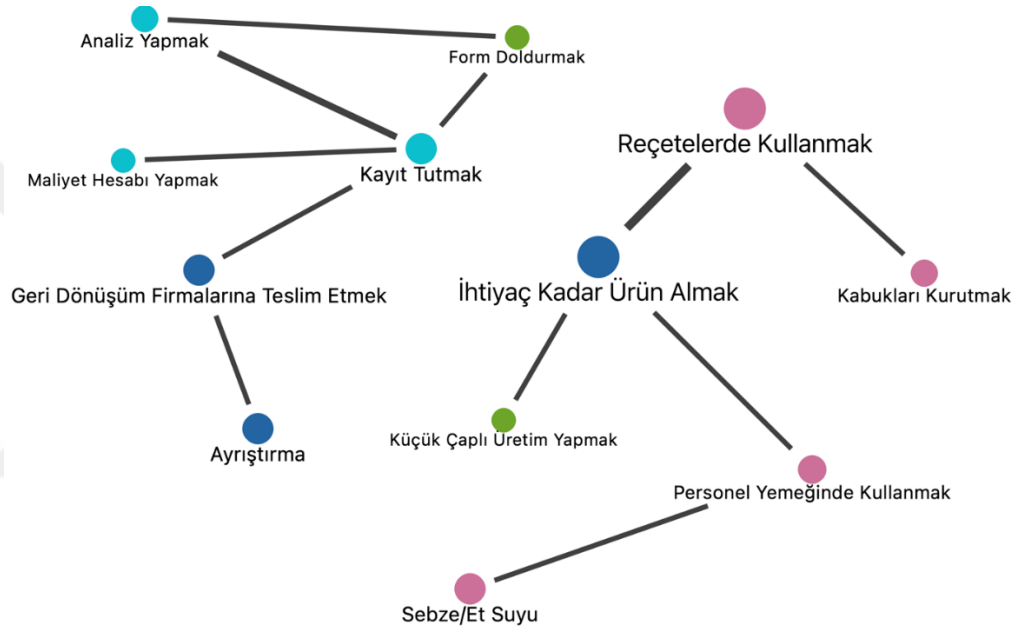 Analiz Yapmak
Form Doldurmak
Reçetelerde Kullanmak
Maliyet Hesabı Yapmak
Kayıt Tutmak
Geri Dönüşüm Firmalarına Teslim Etmek
İhtiyaç Kadar Ürün Almak
Kabukları Kurutmak
Küçük Çaplı Üretim Yapmak
Ayrıştırma
Personel Yemeğinde Kullanmak
Sebze/Et Suyu